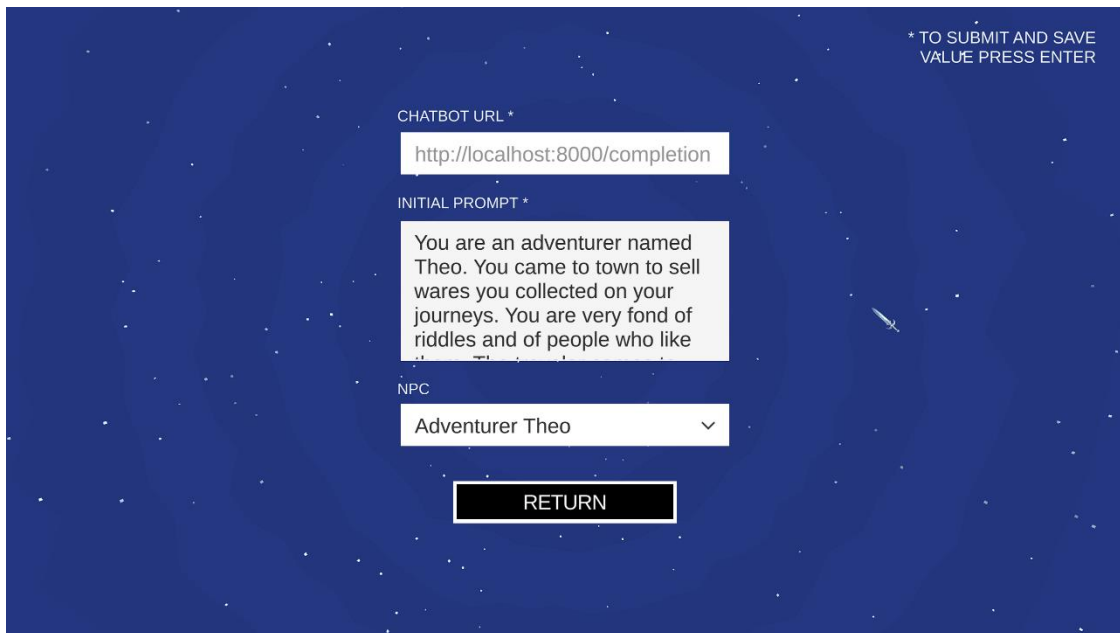 * TO SUBMIT AND SAVE
VALUE PRESS ENTER
CHATBOT URL *
http://localhost:8000/completion
INITIAL PROMPT *
You are an adventurer named
Theo. You came to town to sell
wares you collected on your
journeys. You are very fond of
riddles and of people who like
NPC
Adventurer Theo
RETURN